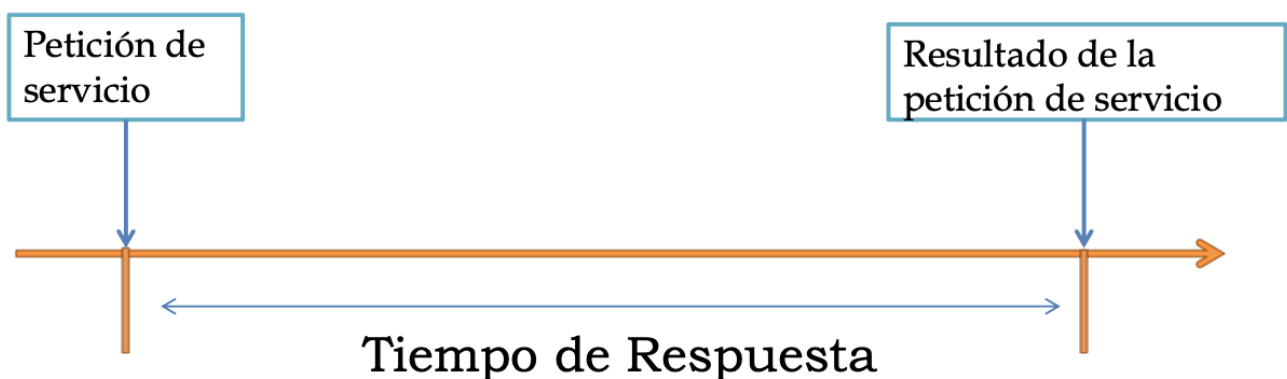 Petición de
servicio
Resultado de la
petición de servicio
Tiempo de Respuesta